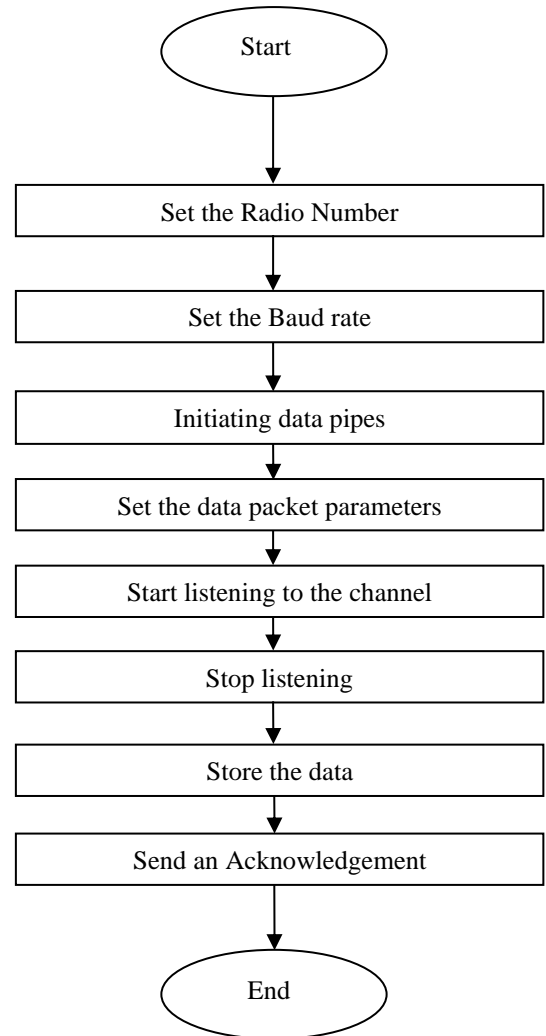 Start
Set the Radio Number
Set the Baud rate
Initiating data pipes
Set the data packet parameters
Start listening to the channel
Stop listening
Store the data
Send an Acknowledgement
End